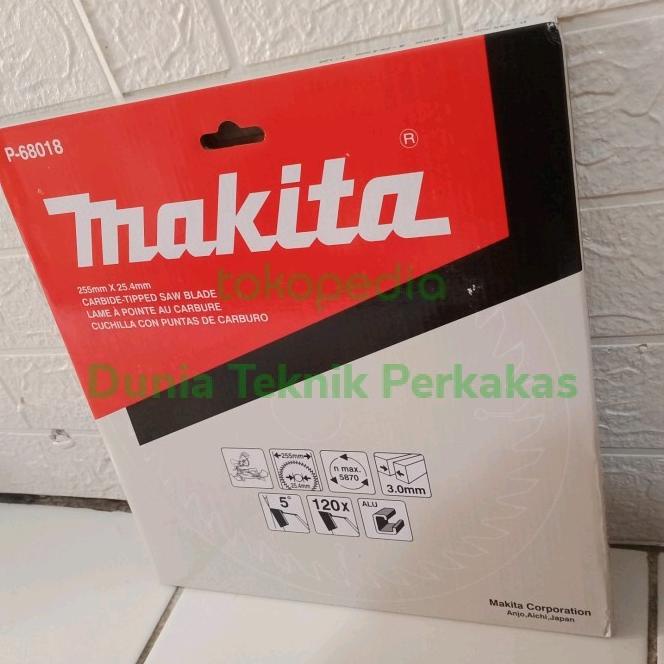 P-68018
®
makita
255mm X 25.4mm
CARBIDE-TIPPED SAW BLADE
LAME À POINTE AU CARBURE
CUCHILLA CON PUNTAS DE CARBURO
tokopedia
Dunia Teknik Perkakas
255mm
25.4mm
n max.
5870
3.0mm
5°
120x
ALU
Makita Corporation
Anjo,Aichi,Japan